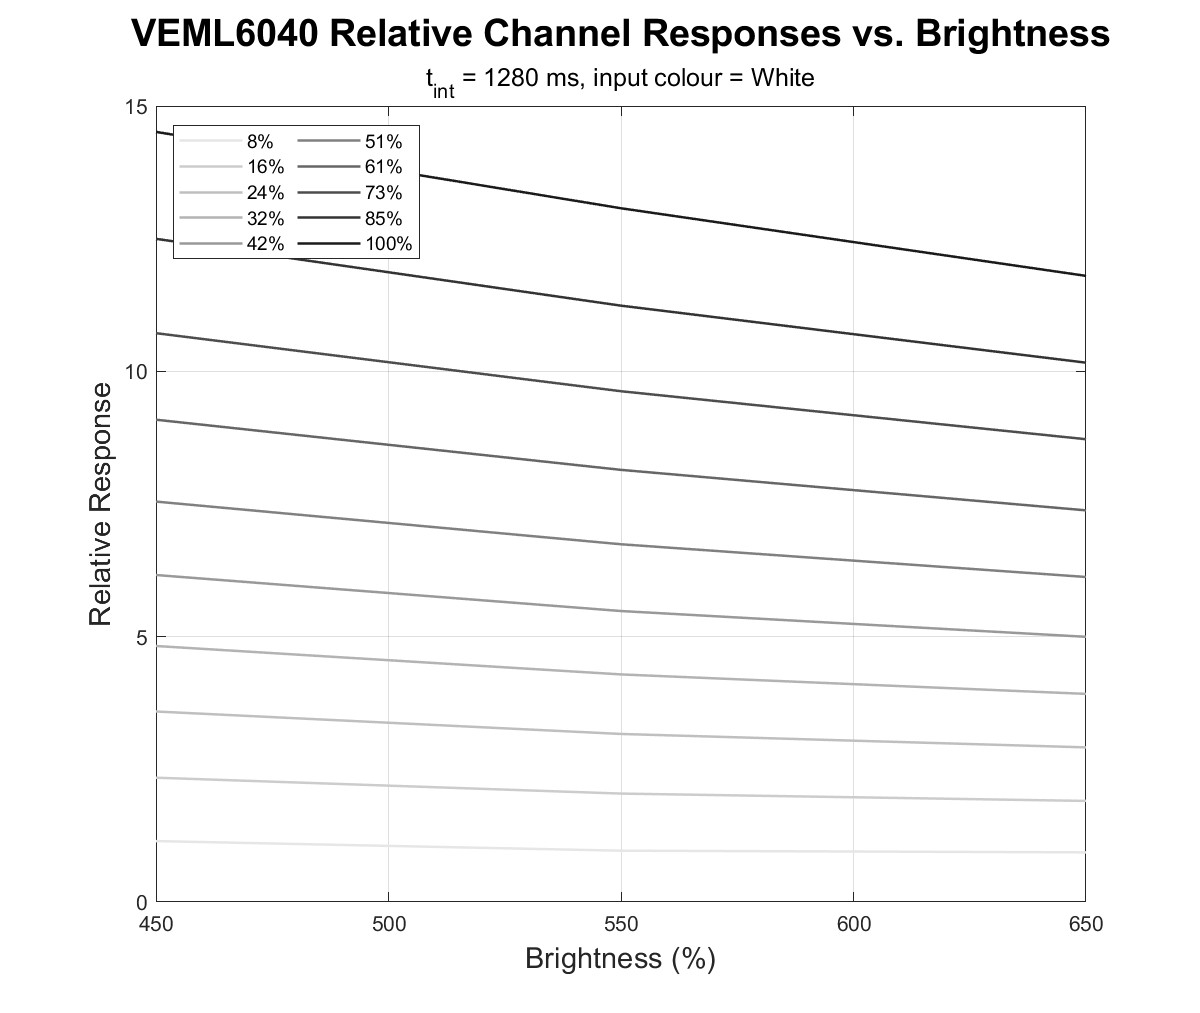 VEML6040 Relative Channel Responses vs. Brightness
t_int = 1280 ms, input colour = White
15
8% 51%
16% 61%
24% 73%
32% 85%
42% 100%
10
Relative Response
5
0
450 500 550 600 650
Brightness (%)